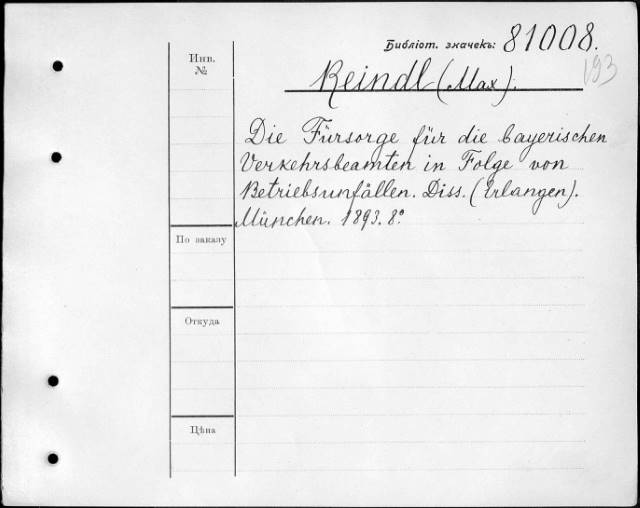 Библіот. значекъ: 81008.
193
Инв.
№
Reindl (Max).
Die Fürsorge für die bayerischen
Verkehrsbeamten in Folge von
Betriebsunfällen. Diss. (Erlangen).
München. 1893. 8°
По заказу
Откуда
Цѣна